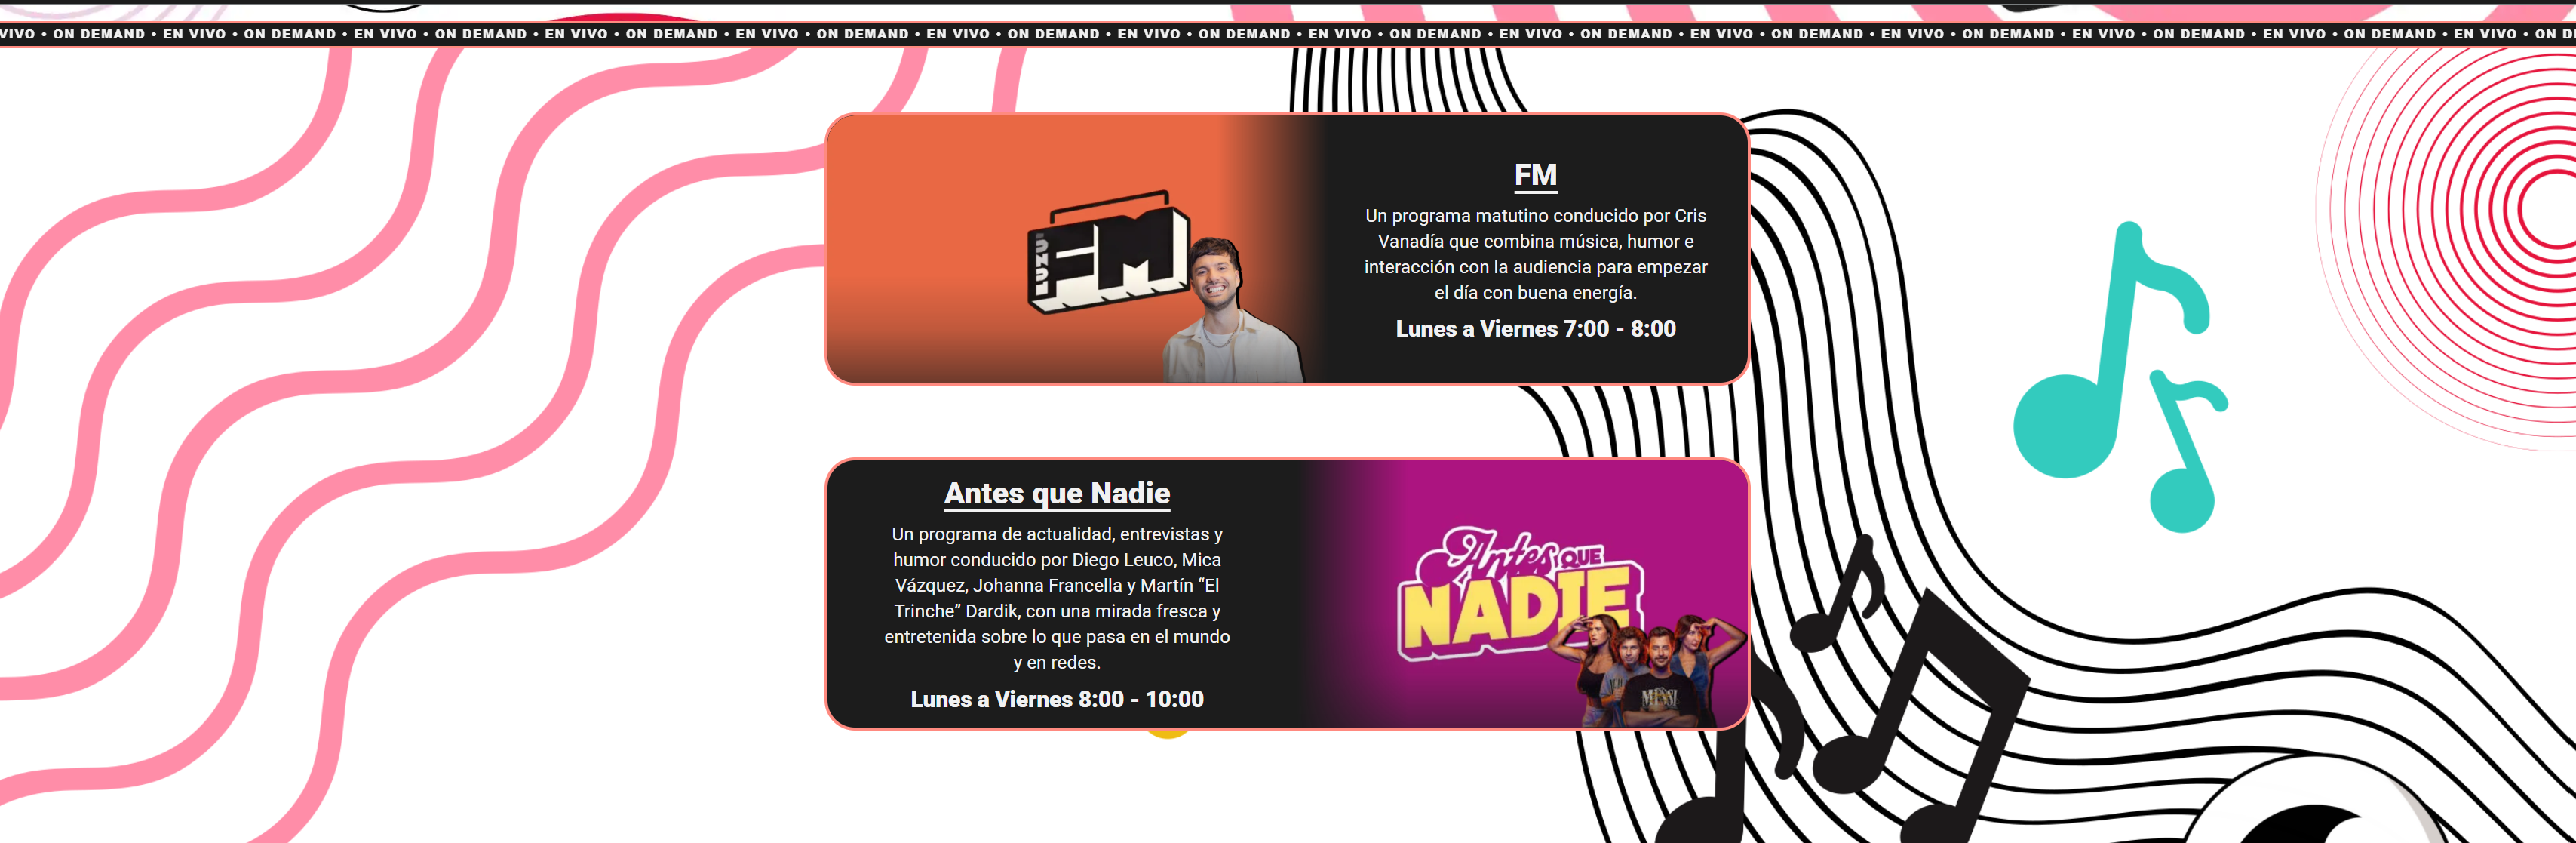 VIVO • ON DEMAND • EN VIVO • ON DEMAND • EN VIVO • ON DEMAND • EN VIVO • ON DEMAND • EN VIVO • ON DEMAND • EN VIVO • ON DEMAND • EN VIVO • ON DEMAND • EN VIVO • ON DEMAND • EN VIVO • ON DEMAND • EN VIVO • ON DEMAND • EN VIVO • ON DEMAND • EN VIVO • ON DEMAND • EN VIVO • ON DEMAND • EN VIVO • ON D
LUZU
FM
FM
Un programa matutino conducido por Cris
Vanadía que combina música, humor e
interacción con la audiencia para empezar
el día con buena energía.
Lunes a Viernes 7:00 - 8:00
Antes que Nadie
Un programa de actualidad, entrevistas y
humor conducido por Diego Leuco, Mica
Vázquez, Johanna Francella y Martín “El
Trinche” Dardik, con una mirada fresca y
entretenida sobre lo que pasa en el mundo
y en redes.
Lunes a Viernes 8:00 - 10:00
Antes QUE
NADIE
MESSI